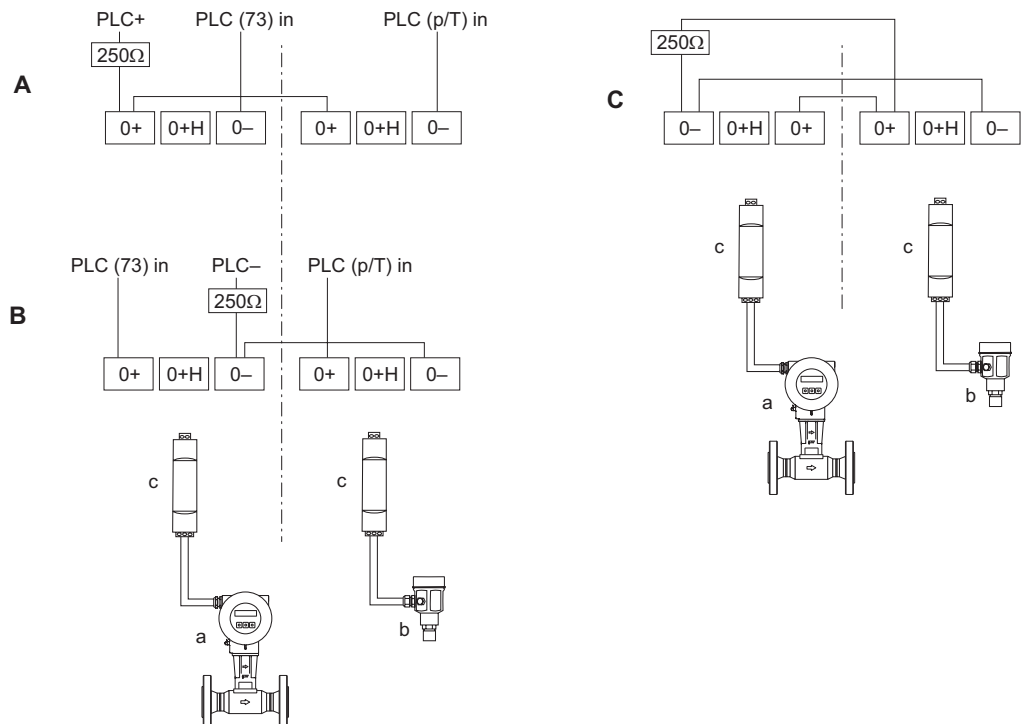 PLC+ PLC (73) in PLC (p/T) in
250Ω
A
0+ 0+H 0– 0+ 0+H 0–
PLC (73) in PLC– PLC (p/T) in
250Ω
B
0+ 0+H 0– 0+ 0+H 0–
c c
a b
250Ω
C
0– 0+H 0+ 0+ 0+H 0–
c c
a b